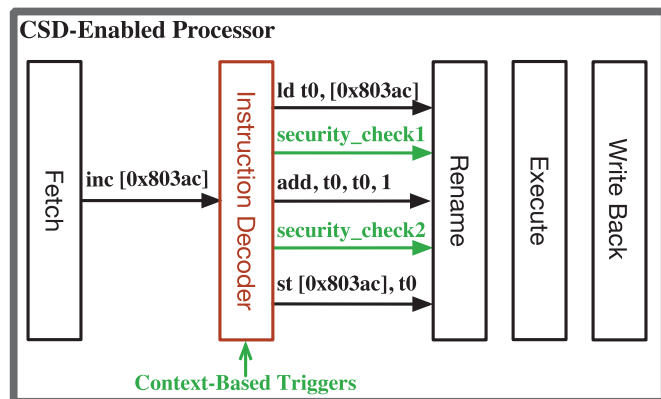 CSD-Enabled Processor
Fetch
inc [0x803ac]
Instruction Decoder
ld t0, [0x803ac]
security_check1
add, t0, t0, 1
security_check2
st [0x803ac], t0
Rename
Execute
Write Back
Context-Based Triggers